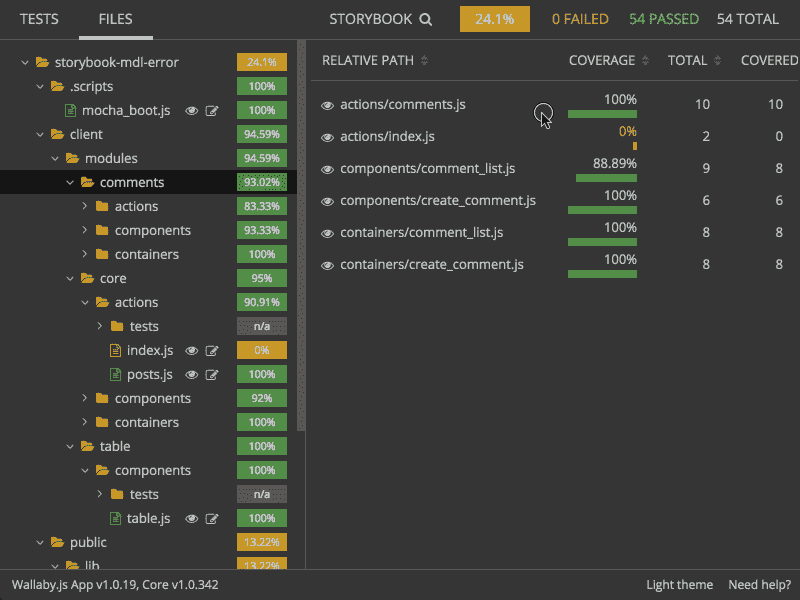 TESTS FILES STORYBOOK 24.1% 0 FAILED 54 PASSED 54 TOTAL
storybook-mdl-error 24.1%
.scripts 100%
mocha_boot.js 100%
client 94.59%
modules 94.59%
comments 93.02%
actions 83.33%
components 93.33%
containers 100%
core 95%
actions 90.91%
tests n/a
index.js 0%
posts.js 100%
components 92%
containers 100%
table 100%
components 100%
tests n/a
table.js 100%
public 13.22%
lib 13.22%
RELATIVE PATH COVERAGE TOTAL COVERED
actions/comments.js 100% 10 10
actions/index.js 0% 2 0
components/comment_list.js 88.89% 9 8
components/create_comment.js 100% 6 6
containers/comment_list.js 100% 8 8
containers/create_comment.js 100% 8 8
Wallaby.js App v1.0.19, Core v1.0.342 Light theme Need help?